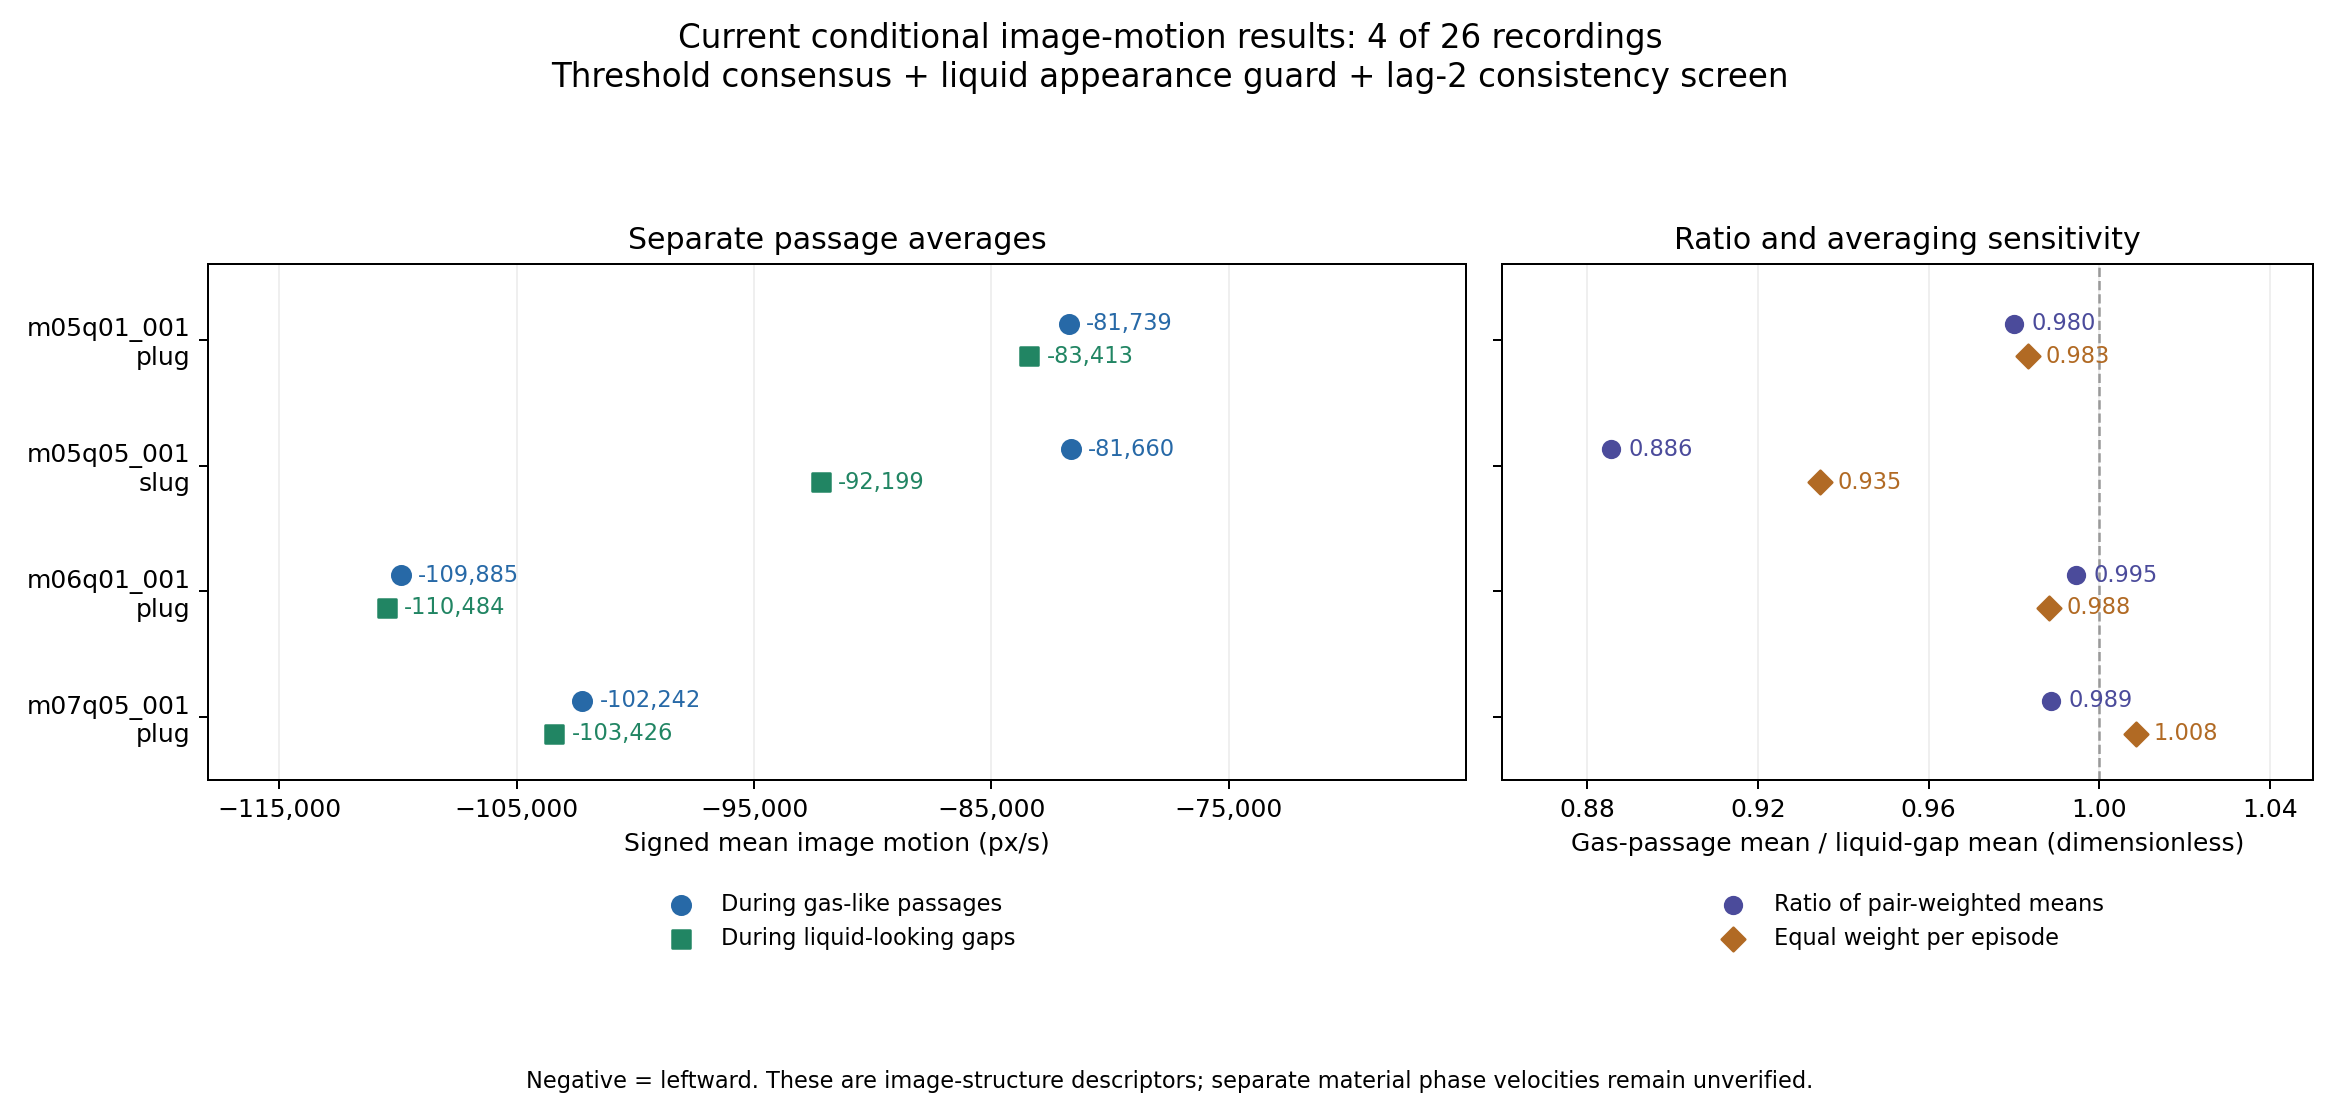 Current conditional image-motion results: 4 of 26 recordings
Threshold consensus + liquid appearance guard + lag-2 consistency screen
Separate passage averages
m05q01_001
plug
m05q05_001
slug
m06q01_001
plug
m07q05_001
plug
-81,739
-83,413
-81,660
-92,199
-109,885
-110,484
-102,242
-103,426
−115,000
−105,000
−95,000
−85,000
−75,000
Signed mean image motion (px/s)
During gas-like passages
During liquid-looking gaps
Ratio and averaging sensitivity
0.980
0.983
0.886
0.935
0.995
0.988
0.989
1.008
0.88
0.92
0.96
1.00
1.04
Gas-passage mean / liquid-gap mean (dimensionless)
Ratio of pair-weighted means
Equal weight per episode
Negative = leftward. These are image-structure descriptors; separate material phase velocities remain unverified.